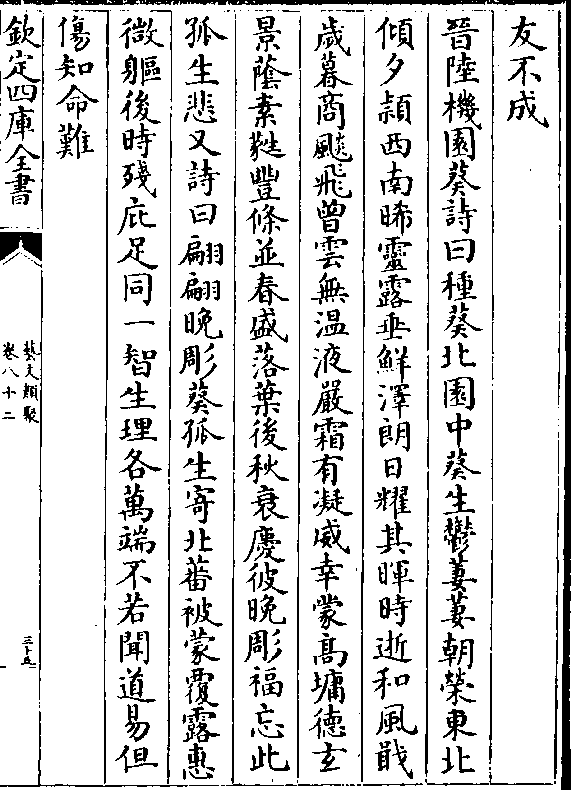 友不成
晉陸機園葵詩曰種葵北園中葵生鬱萋萋朝榮東北
傾夕頴西南晞靈露垂鮮澤朗日耀其暉時逝和風戢
歲暮商飈飛曾雲無温液嚴霜有凝威幸蒙高墉德玄
景蔭素蕤豐條並春盛落葉後秋衰慶彼晚彫福忘此
孤生悲又詩曰翩翩晚彫葵孤生寄北蕃被蒙覆露惠
微軀後時殘庇足同一智生理各萬端不若聞道易但
傷知命難
欽定四庫全書
藝文類聚
卷八十二
三十五